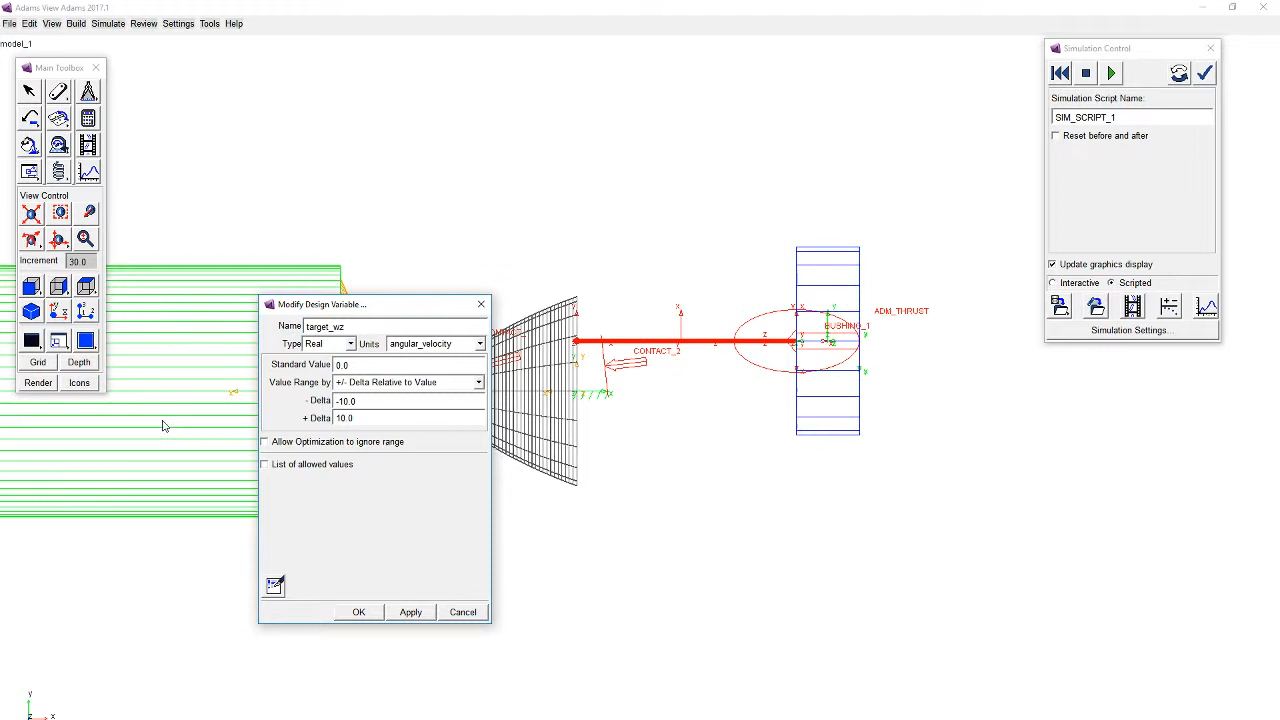 Adams View Adams 2017.1
File Edit View Build Simulate Review Settings Tools Help
model_1
Main Toolbox
View Control
Increment 30.0
Grid Depth
Render Icons
Modify Design Variable ...
Name target_wz
Type Real Units angular_velocity
Standard Value 0.0
Value Range by +/- Delta Relative to Value
- Delta -10.0
+ Delta 10.0
Allow Optimization to ignore range
List of allowed values
OK Apply Cancel
CONTACT_2
BUSHING_1
ADM_THRUST
Simulation Control
Simulation Script Name:
SIM_SCRIPT_1
Reset before and after
Update graphics display
Interactive Scripted
Simulation Settings...
y
z x